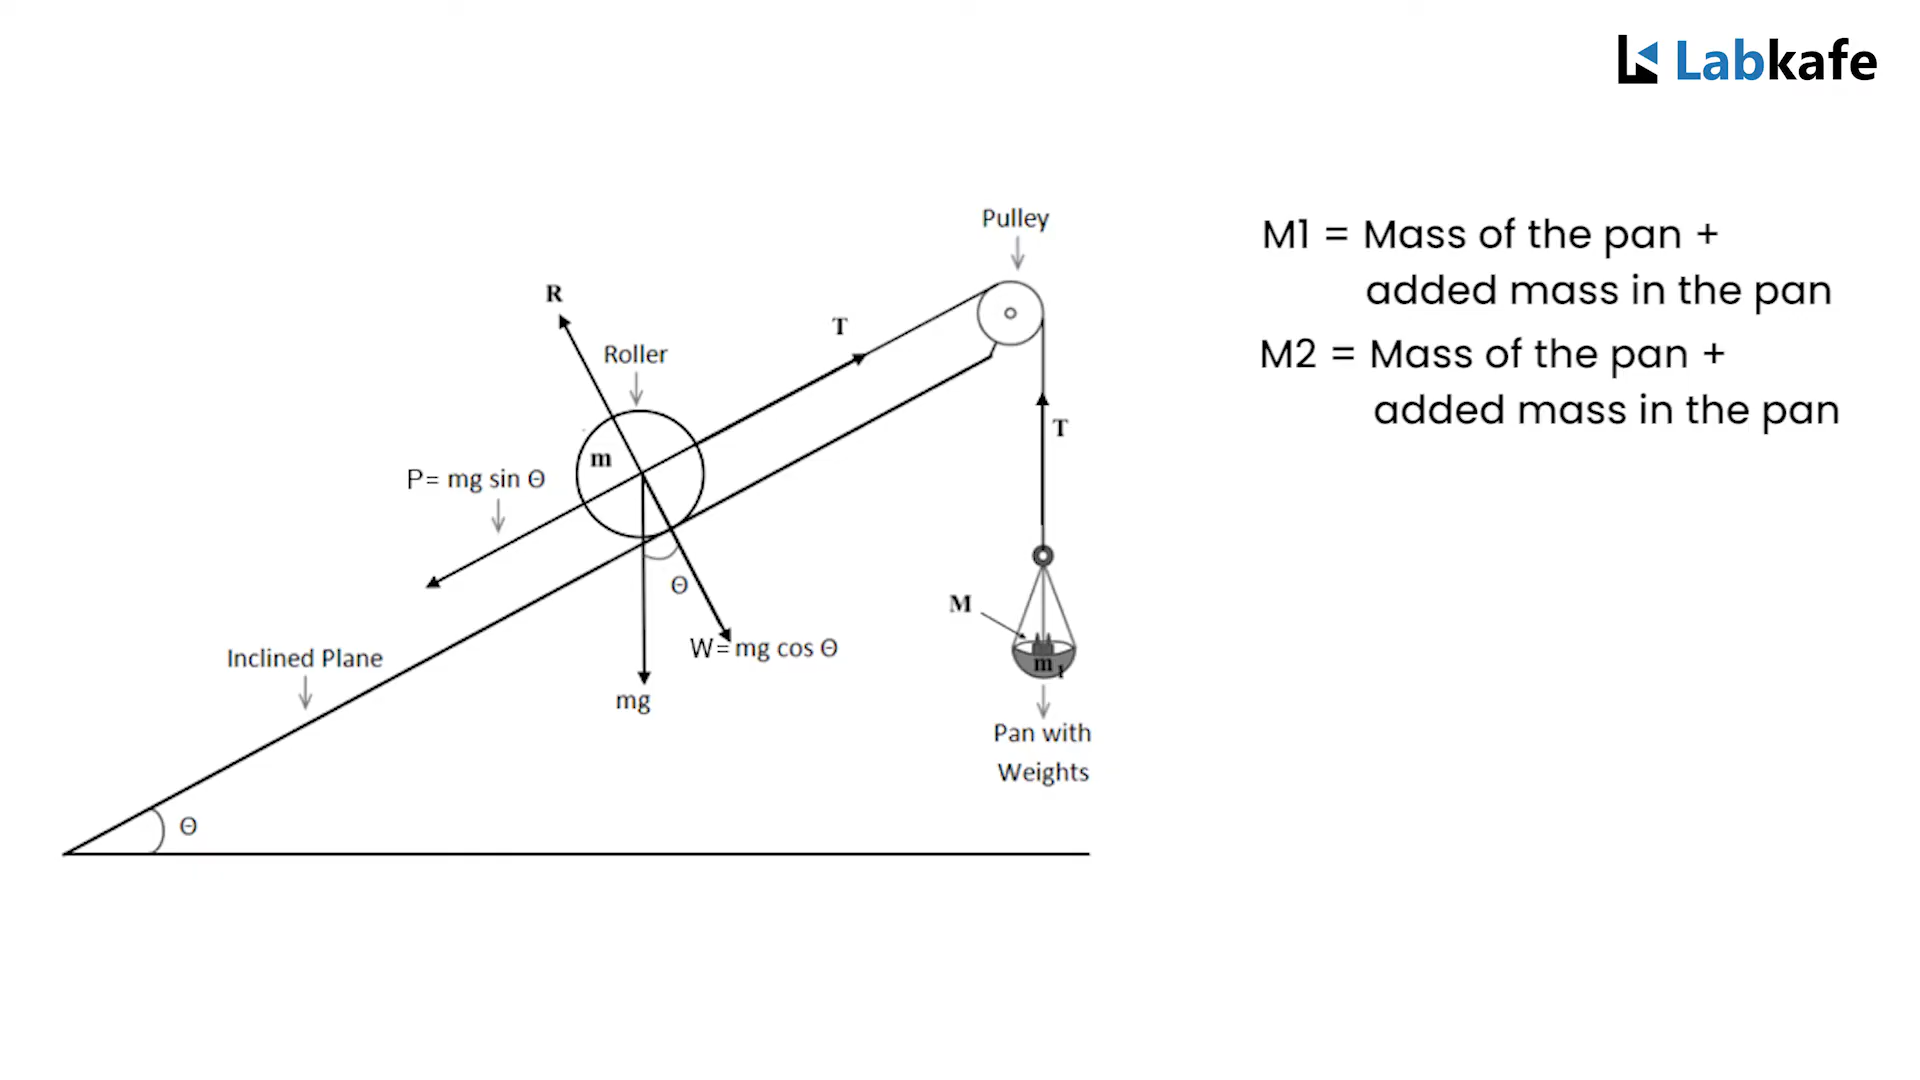 Labkafe
Pulley
M1 = Mass of the pan +
added mass in the pan
M2 = Mass of the pan +
added mass in the pan
R
T
Roller
m
P= mg sin Θ
T
Θ
M
W= mg cos Θ
Inclined Plane
m1
mg
Pan with
Weights
Θ